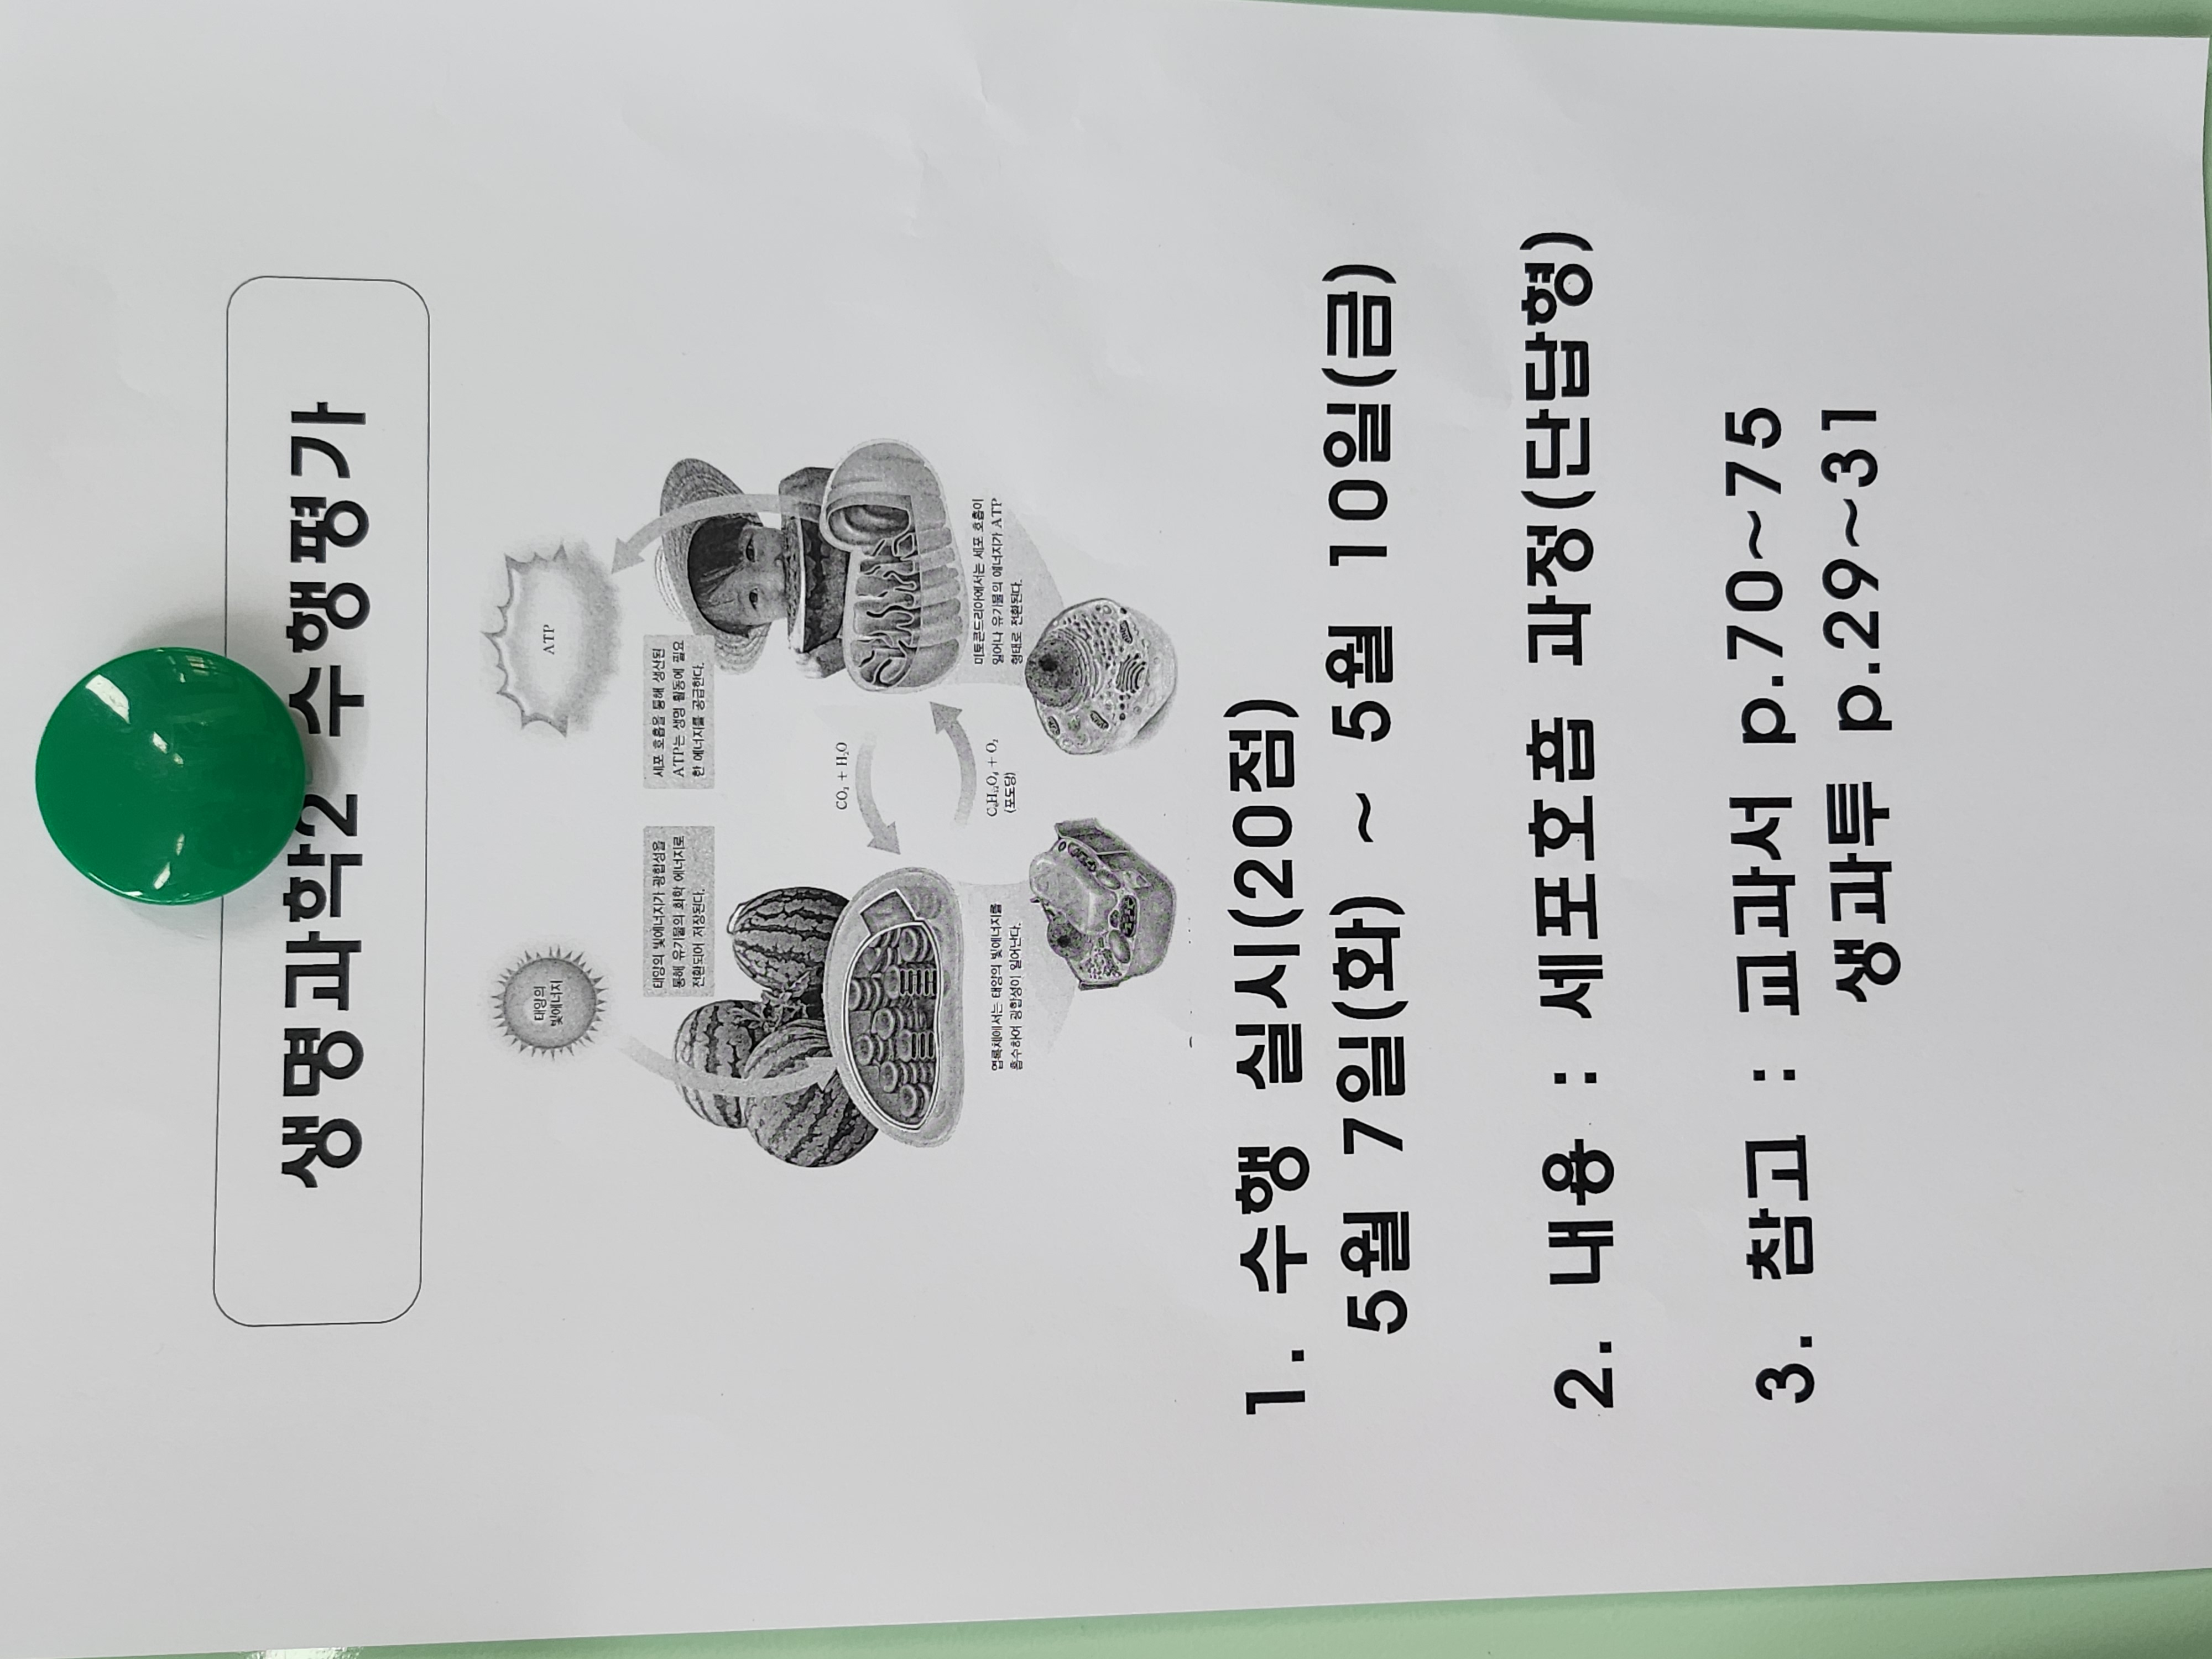 생명과학2 수행평가
태양의
빛에너지
ATP
태양의 빛에너지가 광합성을
통해 유기물의 화학 에너지로
전환되어 저장된다.
세포 호흡을 통해 생산된
ATP는 생명 활동에 필요
한 에너지를 공급한다.
CO₂ + H₂O
엽록체에서는 태양의 빛에너지를
흡수하여 광합성이 일어난다.
C₆H₁₂O₆ + O₂
(포도당)
미토콘드리아에서는 세포 호흡이
일어나 유기물의 에너지가 ATP
형태로 전환된다.
1. 수행 실시(20점)
5월 7일(화) ~ 5월 10일(금)
2. 내용 : 세포호흡 과정(단답형)
3. 참고 : 교과서 p.70~75
생과투 p.29~31